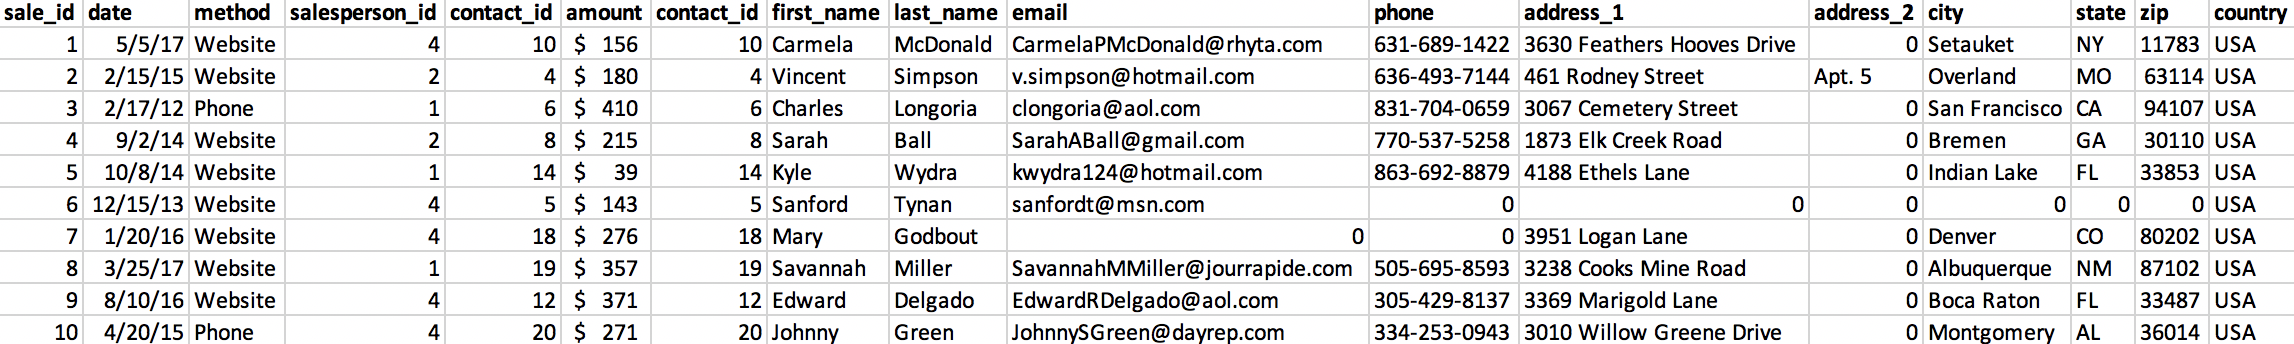 sale_id date method salesperson_id contact_id amount contact_id first_name last_name email phone address_1 address_2 city state zip country
1 5/5/17 Website 4 10 $ 156 10 Carmela McDonald CarmelaPMcDonald@rhyta.com 631-689-1422 3630 Feathers Hooves Drive 0 Setauket NY 11783 USA
2 2/15/15 Website 2 4 $ 180 4 Vincent Simpson v.simpson@hotmail.com 636-493-7144 461 Rodney Street Apt. 5 Overland MO 63114 USA
3 2/17/12 Phone 1 6 $ 410 6 Charles Longoria clongoria@aol.com 831-704-0659 3067 Cemetery Street 0 San Francisco CA 94107 USA
4 9/2/14 Website 2 8 $ 215 8 Sarah Ball SarahABall@gmail.com 770-537-5258 1873 Elk Creek Road 0 Bremen GA 30110 USA
5 10/8/14 Website 1 14 $ 39 14 Kyle Wydra kwydra124@hotmail.com 863-692-8879 4188 Ethels Lane 0 Indian Lake FL 33853 USA
6 12/15/13 Website 4 5 $ 143 5 Sanford Tynan sanfordt@msn.com 0 0 0 0 0 0 USA
7 1/20/16 Website 4 18 $ 276 18 Mary Godbout 0 0 3951 Logan Lane 0 Denver CO 80202 USA
8 3/25/17 Website 1 19 $ 357 19 Savannah Miller SavannahMMiller@jourrapide.com 505-695-8593 3238 Cooks Mine Road 0 Albuquerque NM 87102 USA
9 8/10/16 Website 4 12 $ 371 12 Edward Delgado EdwardRDelgado@aol.com 305-429-8137 3369 Marigold Lane 0 Boca Raton FL 33487 USA
10 4/20/15 Phone 4 20 $ 271 20 Johnny Green JohnnySGreen@dayrep.com 334-253-0943 3010 Willow Greene Drive 0 Montgomery AL 36014 USA